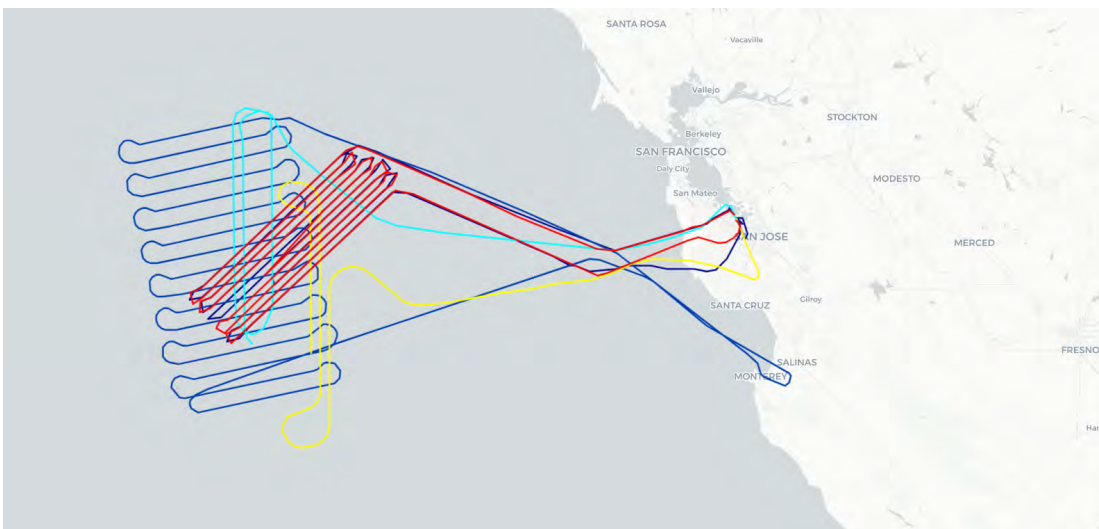 SANTA ROSA
Vacaville
Vallejo
STOCKTON
Berkeley
SAN FRANCISCO
Daly City
MODESTO
San Mateo
N JOSE
MERCED
Gilroy
SANTA CRUZ
FRESNO
SALINAS
MONTEREY
Han